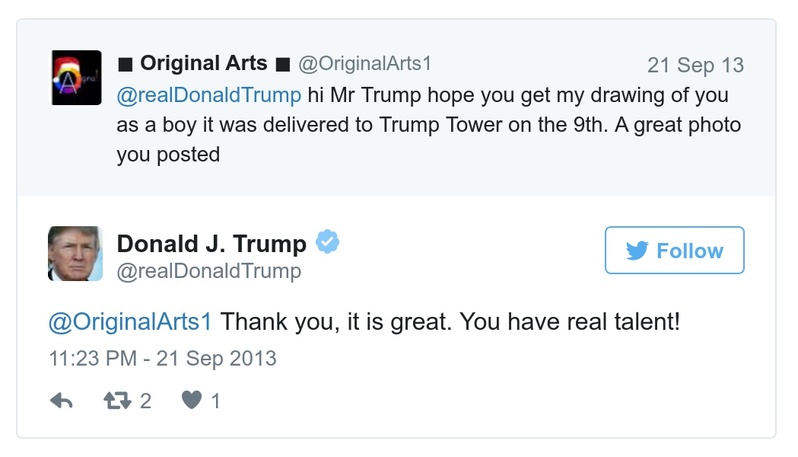 ■ Original Arts ■ @OriginalArts1 21 Sep 13
@realDonaldTrump hi Mr Trump hope you get my drawing of you
as a boy it was delivered to Trump Tower on the 9th. A great photo
you posted
Donald J. Trump
@realDonaldTrump
Follow
@OriginalArts1 Thank you, it is great. You have real talent!
11:23 PM - 21 Sep 2013
2 1